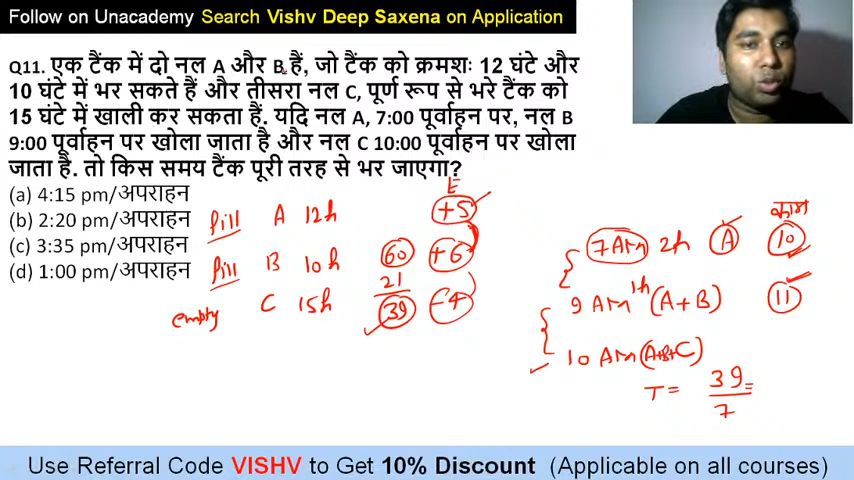 Follow on Unacademy Search Vishv Deep Saxena on Application
Q11. एक टैंक में दो नल A और B हैं, जो टैंक को क्रमशः 12 घंटे और
10 घंटे में भर सकते हैं और तीसरा नल C, पूर्ण रूप से भरे टैंक को
15 घंटे में खाली कर सकता हैं. यदि नल A, 7:00 पूर्वाहन पर, नल B
9:00 पूर्वाहन पर खोला जाता है और नल C 10:00 पूर्वाहन पर खोला
जाता है. तो किस समय टैंक पूरी तरह से भर जाएगा?
(a) 4:15 pm/अपराहन
(b) 2:20 pm/अपराहन
(c) 3:35 pm/अपराहन
(d) 1:00 pm/अपराहन
E
fill A 12h +5
fill B 10h 60 +6
21
empty C 15h 39 -4
काम
7 AM 2h A 10
9 AM 1h (A+B) 11
10 AM (A+B+C)
T = 39
7
Use Referral Code VISHV to Get 10% Discount (Applicable on all courses)